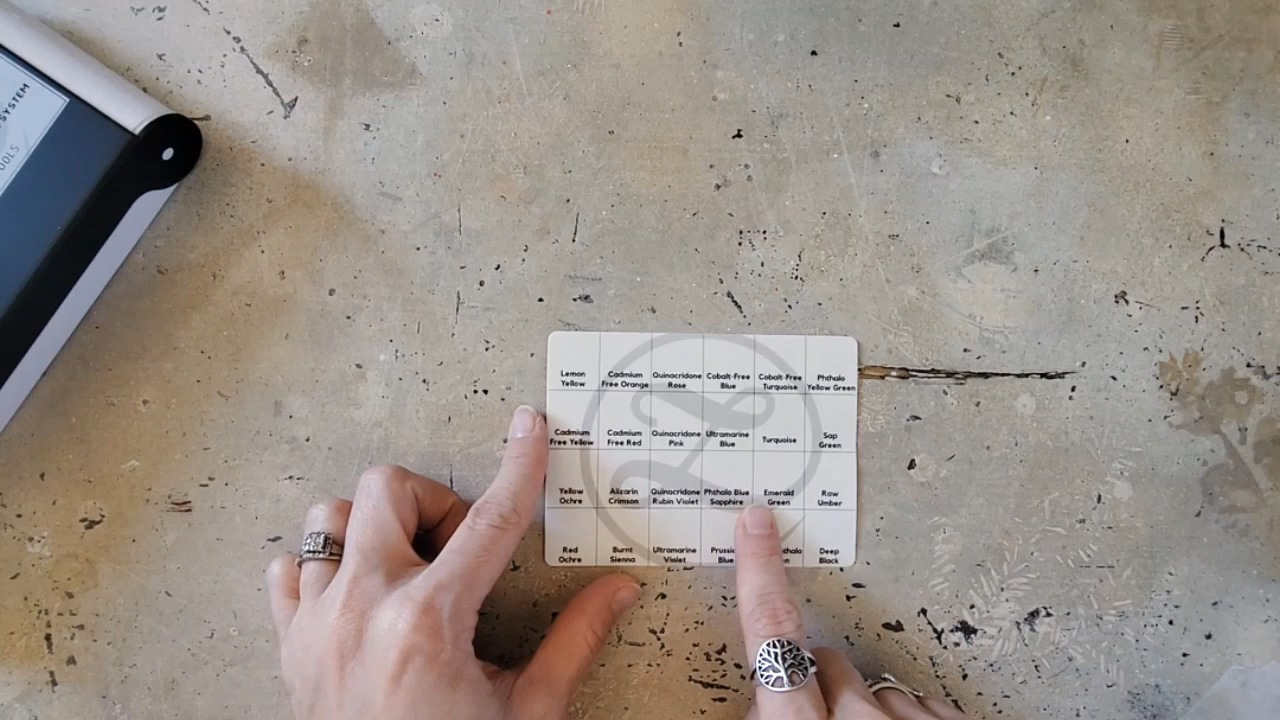 SYSTEM
OOLS
Lemon
Yellow
Cadmium
Free Orange
Quinacridone
Rose
Cobalt-Free
Blue
Cobalt-Free
Turquoise
Phthalo
Yellow Green
Cadmium
Free Yellow
Cadmium
Free Red
Quinacridone
Pink
Ultramarine
Blue
Turquoise
Sap
Green
Yellow
Ochre
Alizarin
Crimson
Quinacridone
Rubin Violet
Phthalo Blue
Sapphire
Emerald
Green
Raw
Umber
Red
Ochre
Burnt
Sienna
Ultramarine
Violet
Blue
Deep
Black